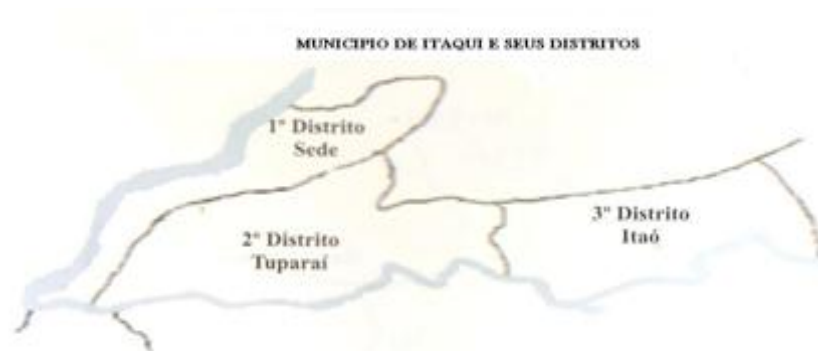 MUNICIPIO DE ITAQUI E SEUS DISTRITOS
1º Distrito
Sede
2º Distrito
Tuparaí
3º Distrito
Itaó